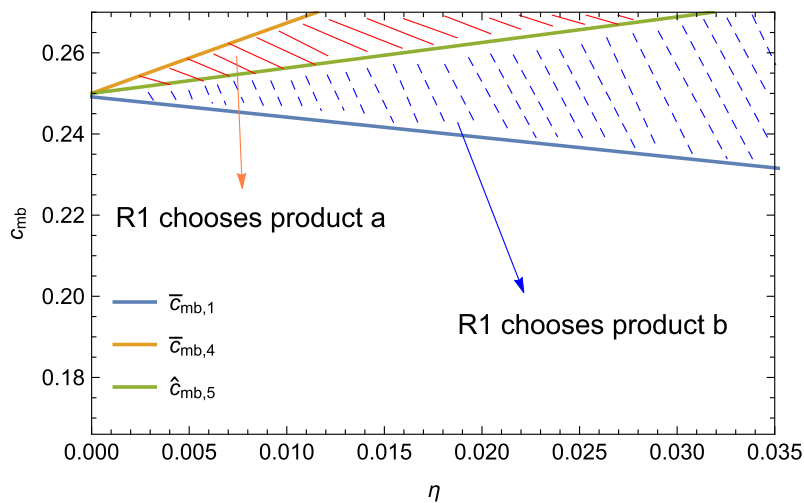 0.26
0.24
0.22
0.20
0.18
c_mb
R1 chooses product a
R1 chooses product b
c̅_mb,1
c̅_mb,4
ĉ_mb,5
0.000 0.005 0.010 0.015 0.020 0.025 0.030 0.035
η